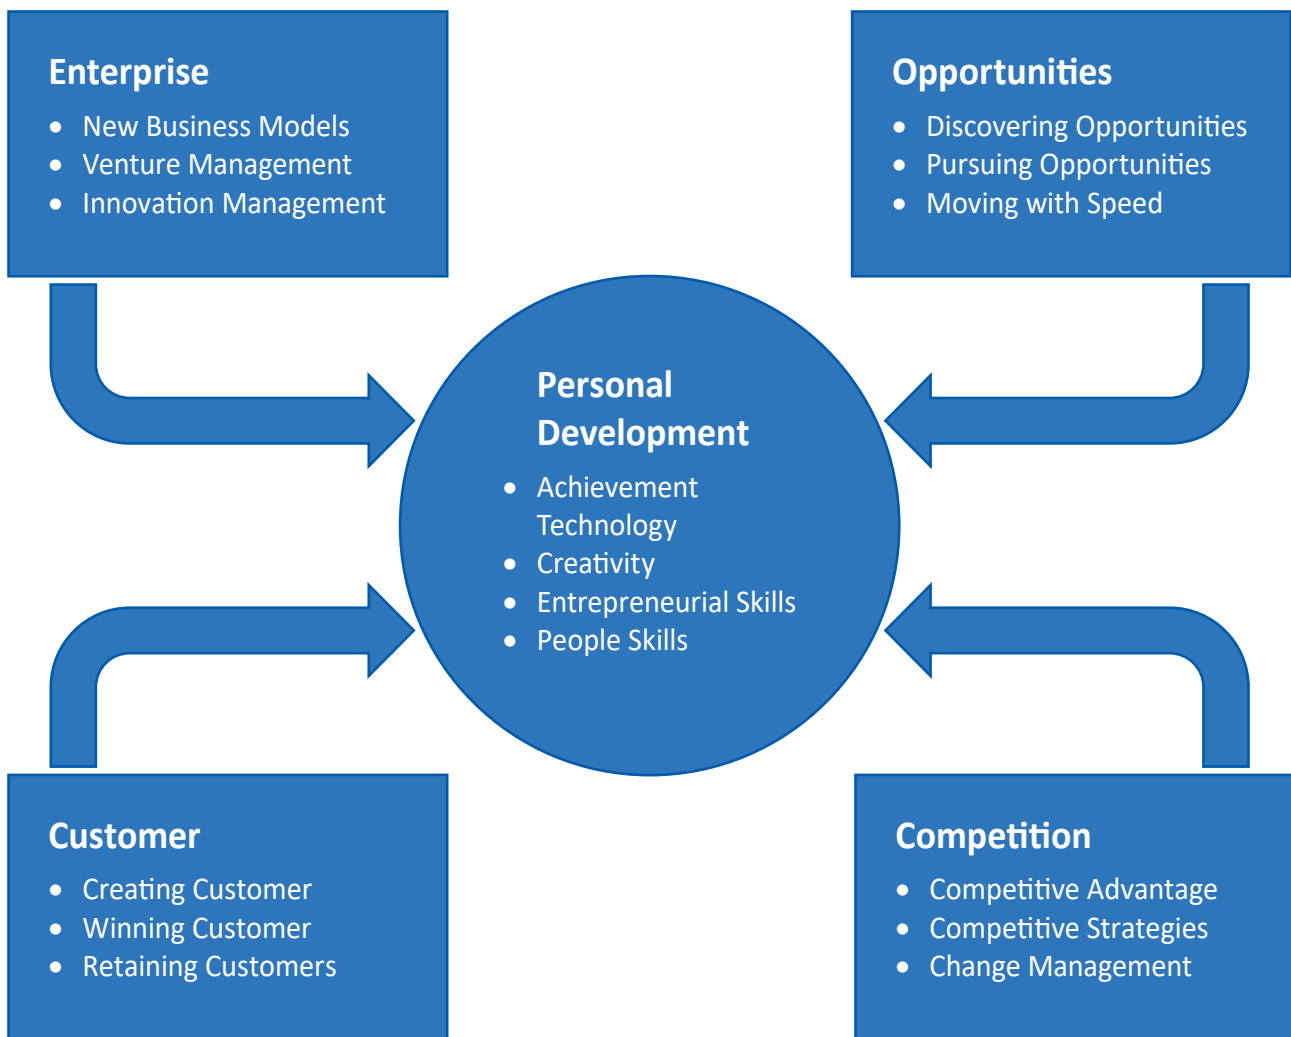 Enterprise
• New Business Models
• Venture Management
• Innovation Management
Opportunities
• Discovering Opportunities
• Pursuing Opportunities
• Moving with Speed
Personal
Development
• Achievement
Technology
• Creativity
• Entrepreneurial Skills
• People Skills
Customer
• Creating Customer
• Winning Customer
• Retaining Customers
Competition
• Competitive Advantage
• Competitive Strategies
• Change Management